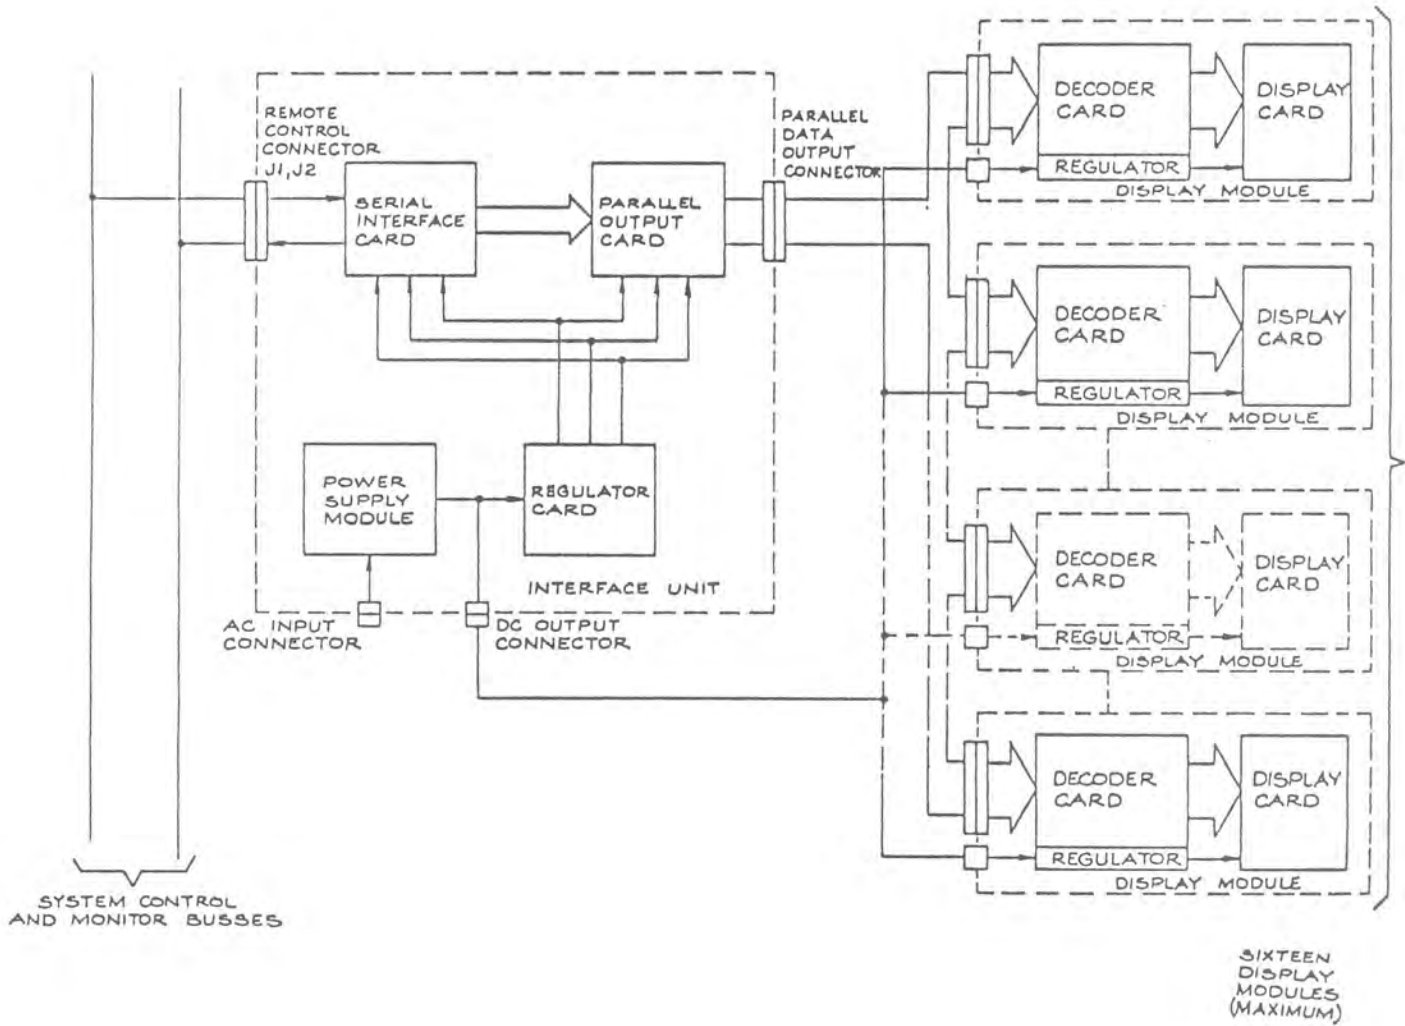 REMOTE
CONTROL
CONNECTOR
J1, J2
SERIAL
INTERFACE
CARD
PARALLEL
OUTPUT
CARD
PARALLEL
DATA
OUTPUT
CONNECTOR
POWER
SUPPLY
MODULE
REGULATOR
CARD
INTERFACE UNIT
AC INPUT
CONNECTOR
DC OUTPUT
CONNECTOR
SYSTEM CONTROL
AND MONITOR BUSSES
DECODER
CARD
DISPLAY
CARD
REGULATOR
DISPLAY MODULE
DECODER
CARD
DISPLAY
CARD
REGULATOR
DISPLAY MODULE
DECODER
CARD
DISPLAY
CARD
REGULATOR
DISPLAY MODULE
DECODER
CARD
DISPLAY
CARD
REGULATOR
DISPLAY MODULE
SIXTEEN
DISPLAY
MODULES
(MAXIMUM)